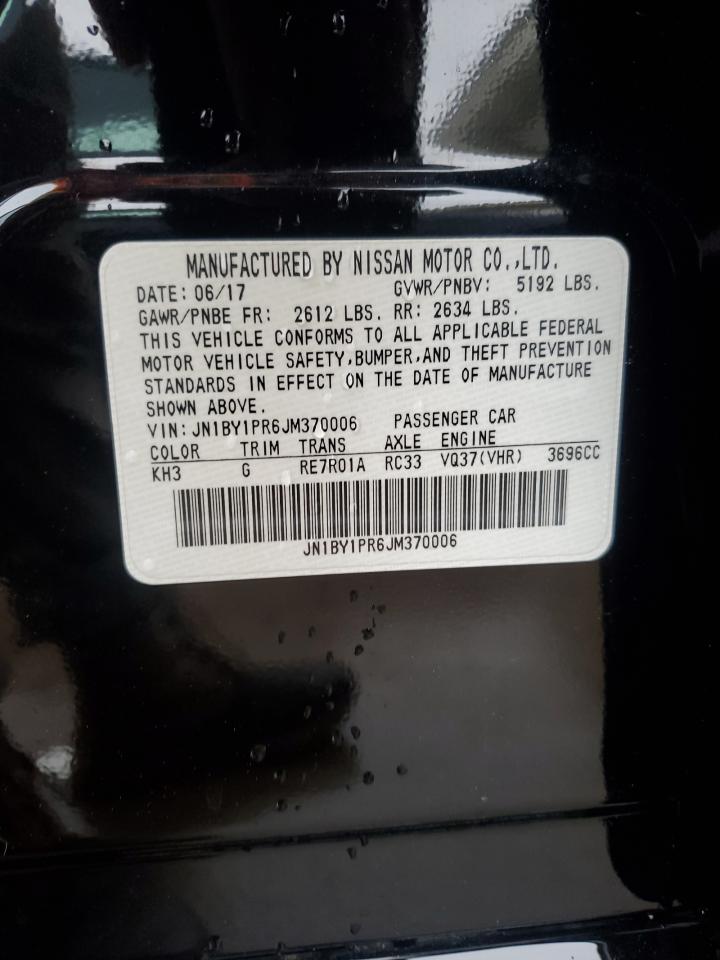 MANUFACTURED BY NISSAN MOTOR CO.,LTD.
DATE: 06/17 GVWR/PNBV: 5192 LBS.
GAWR/PNBE FR: 2612 LBS. RR: 2634 LBS.
THIS VEHICLE CONFORMS TO ALL APPLICABLE FEDERAL
MOTOR VEHICLE SAFETY,BUMPER,AND THEFT PREVENTION
STANDARDS IN EFFECT ON THE DATE OF MANUFACTURE
SHOWN ABOVE.
VIN:JN1BY1PR6JM370006 PASSENGER CAR
COLOR TRIM TRANS AXLE ENGINE
KH3 G RE7R01A RC33 VQ37(VHR) 3696CC
JN1BY1PR6JM370006